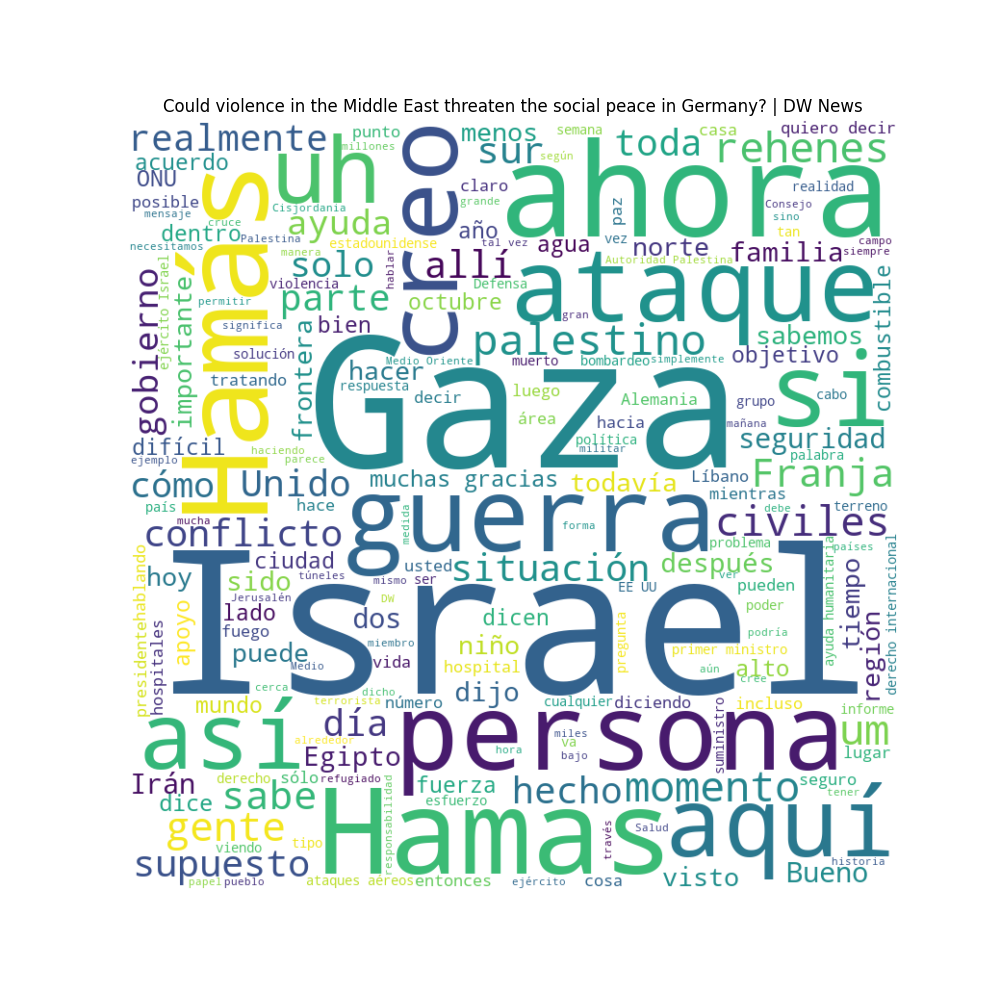 Could violence in the Middle East threaten the social peace in Germany? | DW News
realmente
uh
punto
millones
creo
menos
semana
sur
según
toda
casa
quiero decir
rehenes
acuerdo
ONU
posible
mensaje
Hamás
cruce
Cisjordania
ayuda
claro
grande
ahora
realidad
Consejo
sino
tan
campo
siempre
dentro
necesitamos
Palestina
manera
estadounidense
año
tal vez
agua
vez
paz
norte
familia
Autoridad Palestina
solo
hablar
allí
Defensa
ataque
violencia
parte
octubre
gran
combustible
gobierno
ejército Israel
importante
permitir
significa
bien
palestino
sabemos
solución
frontera
hacer
Medio Oriente
muerto
bombardeo
simplemente
objetivo
tratando
respuesta
decir
luego
Alemania
grupo
cabo
si
Gaza
área
hacia
mañana
difícil
política
militar
seguridad
ejemplo
haciendo
parece
palabra
cómo
Unido
muchas gracias
todavía
Líbano
Franja
mientras
país
hace
debe
terreno
mucha
guerra
medida
forma
conflicto
civiles
problema
países
ciudad
usted
situación
después
hoy
túneles
mismo
ser
ver
sido
EE UU
pueden
Jerusalén
DW
ayuda humanitaria
derecho internacional
presidente
hablando
hospitales
apoyo
lado
dos
dicen
poder
tiempo
región
fuego
miembro
podría
pregunta
niño
primer ministro
puede
Medio
vida
hospital
aún
alto
cree
Israel
cerca
dicho
dijo
mundo
terrorista
número
cualquier
diciendo
incluso
informe
así
día
persona
miles
suministro
um
alrededor
va
lugar
Egipto
hora
bajo
Irán
derecho
sólo
refugiado
fuerza
hecho
momento
seguro
dice
sabe
esfuerzo
tener
gente
Hamas
responsabilidad
través
Salud
aquí
viendo
tipo
supuesto
historia
papel
pueblo
ataques aéreos
entonces
ejército
cosa
visto
Bueno